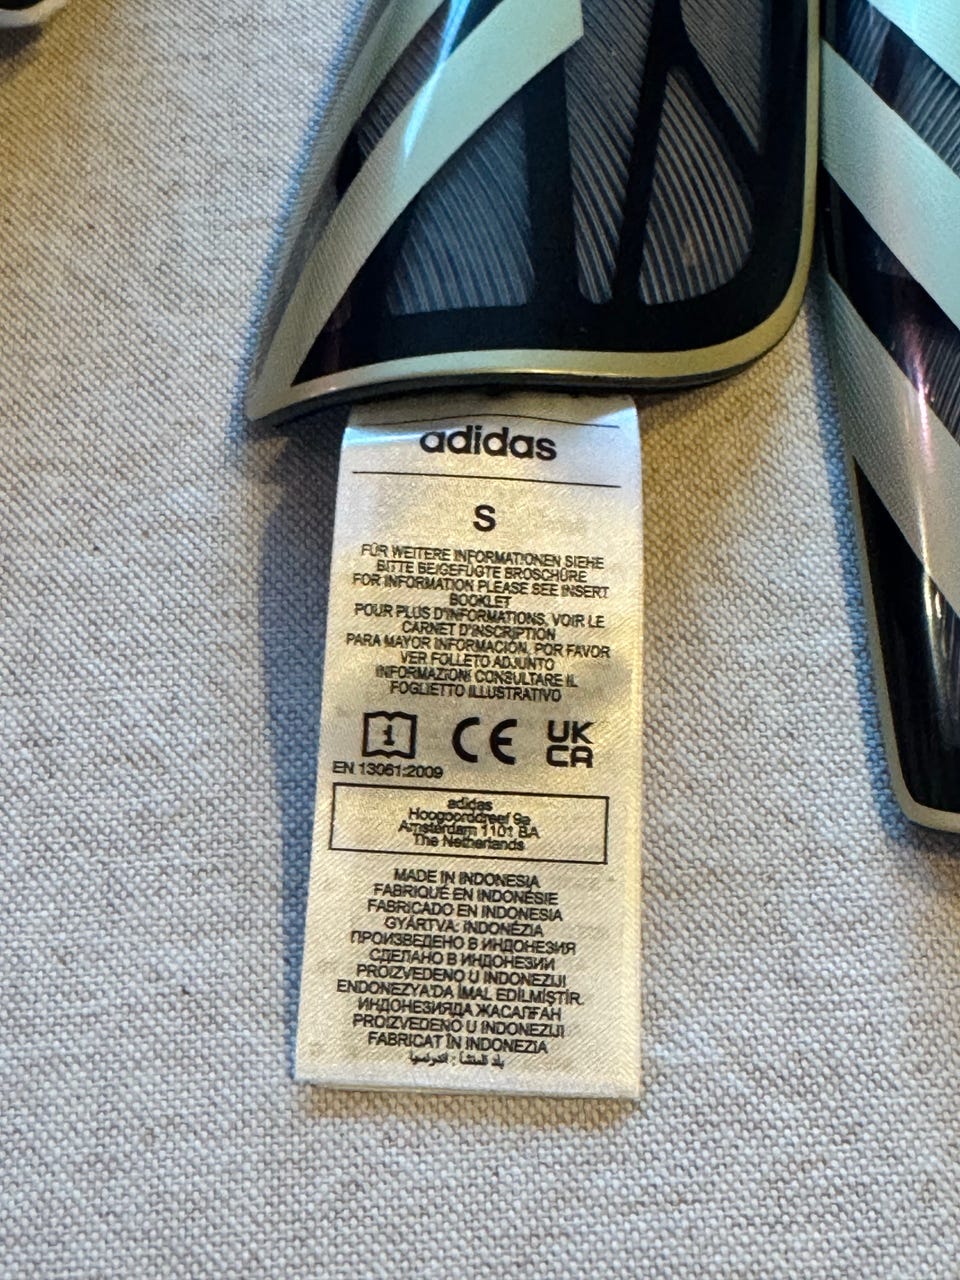 adidas
S
FÜR WEITERE INFORMATIONEN SIEHE
BITTE BEIGEFÜGTE BROSCHÜRE
FOR INFORMATION PLEASE SEE INSERT
BOOKLET
POUR PLUS D'INFORMATIONS, VOIR LE
CARNET D'INSCRIPTION
PARA MAYOR INFORMACIÓN, POR FAVOR
VER FOLLETO ADJUNTO
INFORMAZIONI CONSULTARE IL
FOGLIETTO ILLUSTRATIVO
i CE UK
CA
EN 13061:2009
adidas
Hoogoorddreef 9a
Amsterdam 1101 BA
The Netherlands
MADE IN INDONESIA
FABRIQUÉ EN INDONÉSIE
FABRICADO EN INDONESIA
GYÁRTVA: INDONÉZIA
ПРОИЗВЕДЕНО В ИНДОНЕЗИЯ
СДЕЛАНО В ИНДОНЕЗИИ
PROIZVEDENO U INDONEZIJI
ENDONEZYA'DA İMAL EDİLMİŞTİR.
ИНДОНЕЗИЯДА ЖАСАЛҒАН
PROIZVEDENO U INDONEZIJI
FABRICAT ÎN INDONEZIA
بلد المنشأ : اندونسيا